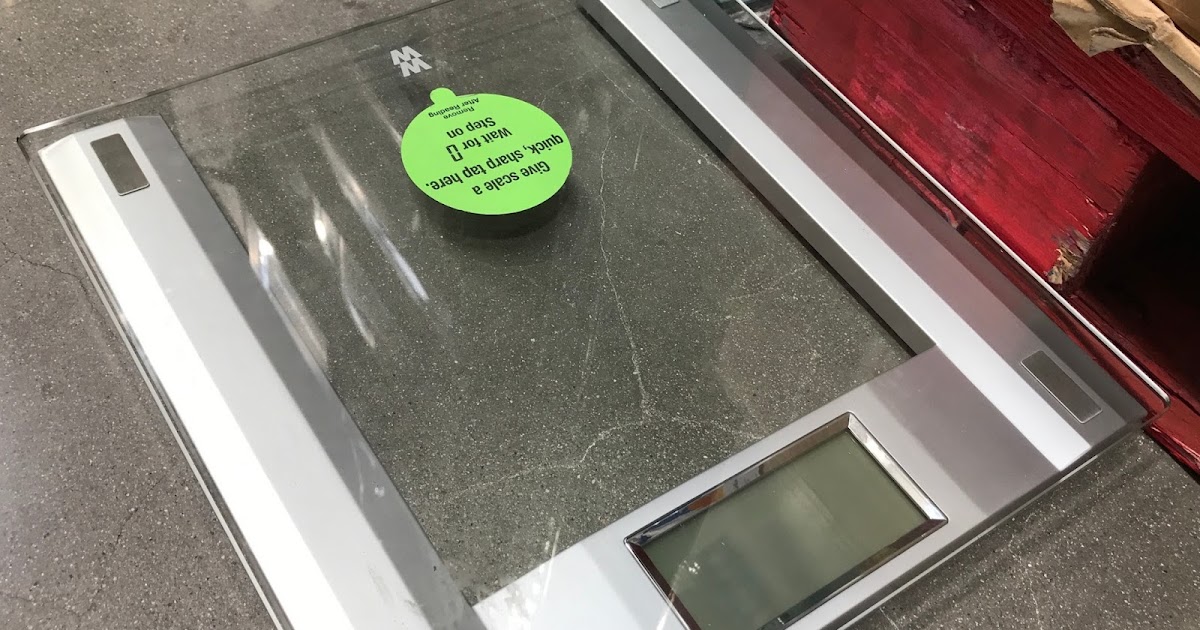 WW
Give scale a
quick, sharp tap here.
Wait for 0
Step on
Remove
After Reading